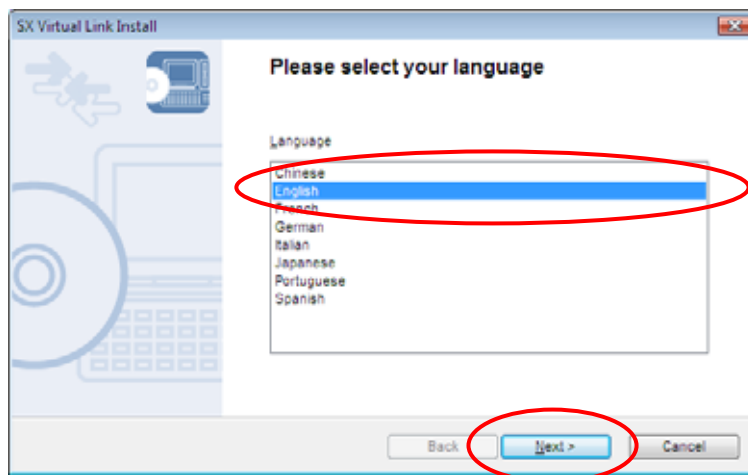 SX Virtual Link Install
Please select your language
Language
Chinese
English
French
German
Italian
Japanese
Portuguese
Spanish
Back
Next >
Cancel